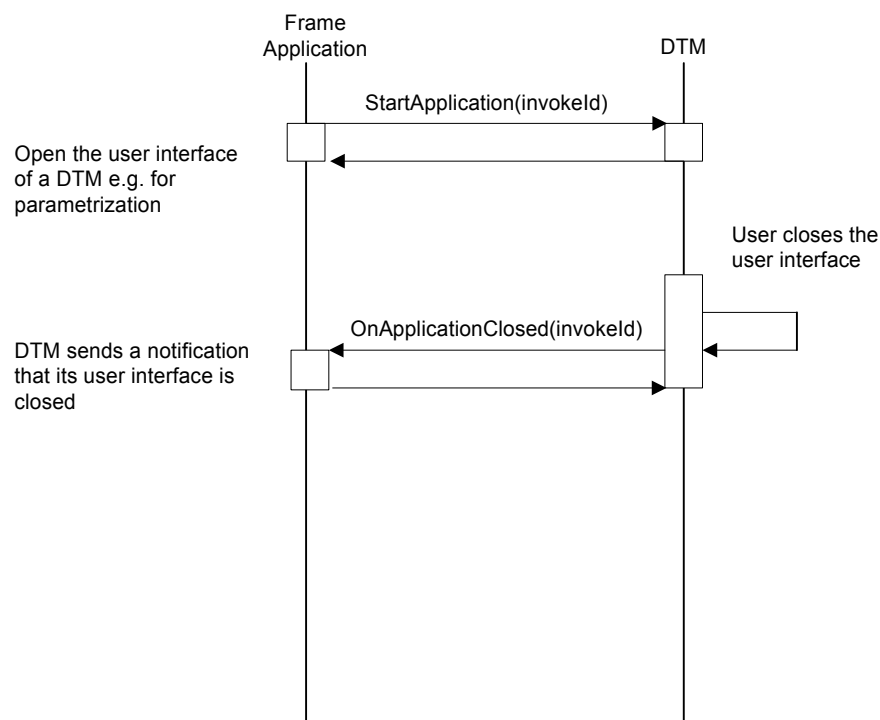 Frame
Application
DTM
StartApplication(invokeId)
Open the user interface
of a DTM e.g. for
parametrization
User closes the
user interface
OnApplicationClosed(invokeId)
DTM sends a notification
that its user interface is
closed